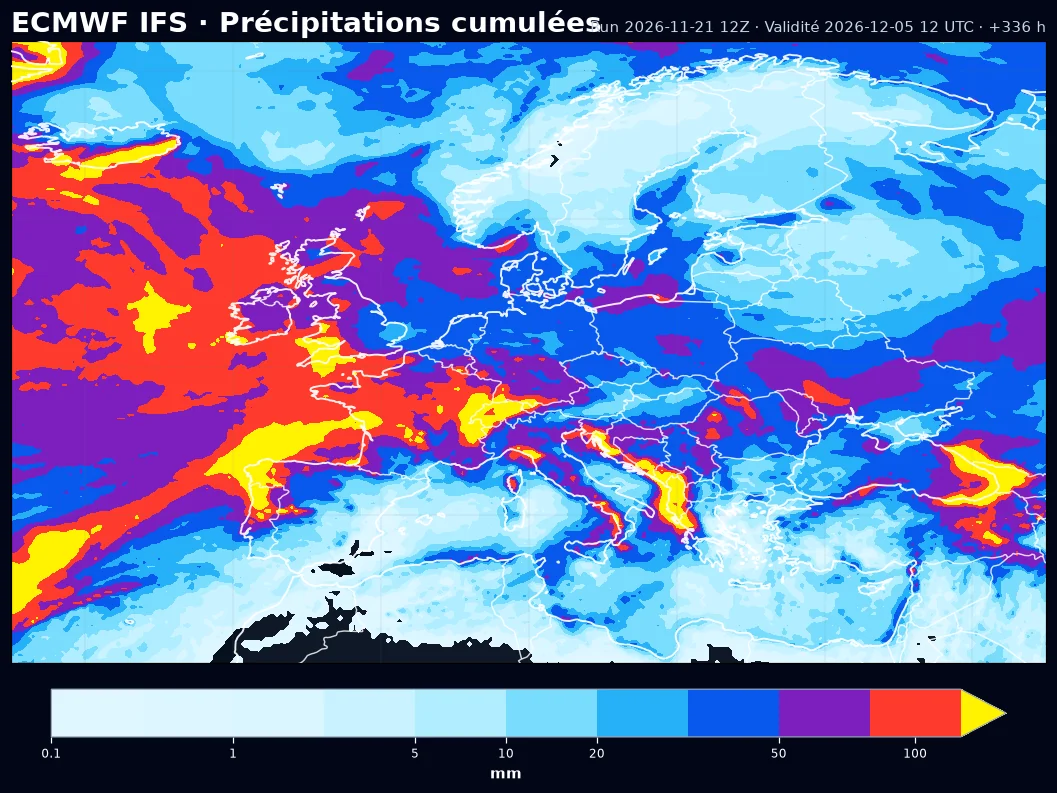 ECMWF IFS · Précipitations cumulées
Run 2026-11-21 12Z · Validité 2026-12-05 12 UTC · +336 h
0.1 1 5 10 20 50 100
mm